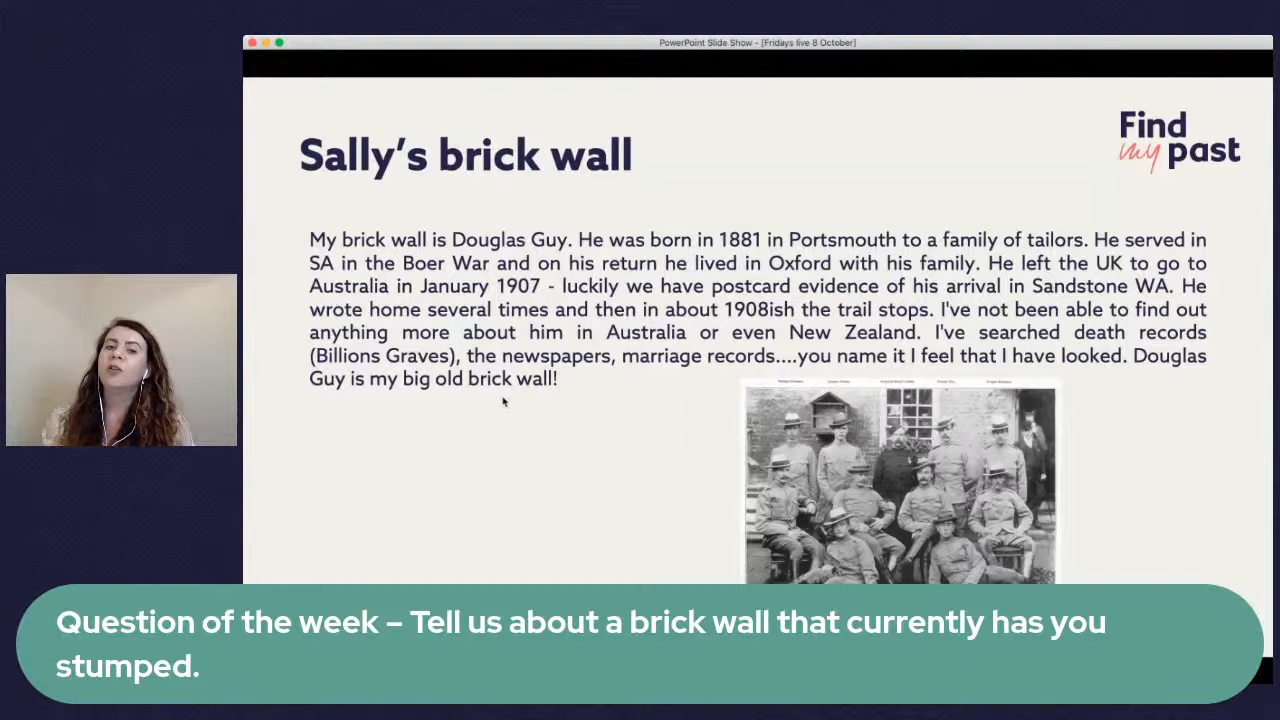 PowerPoint Slide Show - [Fridays live 8 October]
Find
my past
Sally's brick wall
My brick wall is Douglas Guy. He was born in 1881 in Portsmouth to a family of tailors. He served in
SA in the Boer War and on his return he lived in Oxford with his family. He left the UK to go to
Australia in January 1907 - luckily we have postcard evidence of his arrival in Sandstone WA. He
wrote home several times and then in about 1908ish the trail stops. I've not been able to find out
anything more about him in Australia or even New Zealand. I've searched death records
(Billions Graves), the newspapers, marriage records....you name it I feel that I have looked. Douglas
Guy is my big old brick wall!
Question of the week – Tell us about a brick wall that currently has you
stumped.